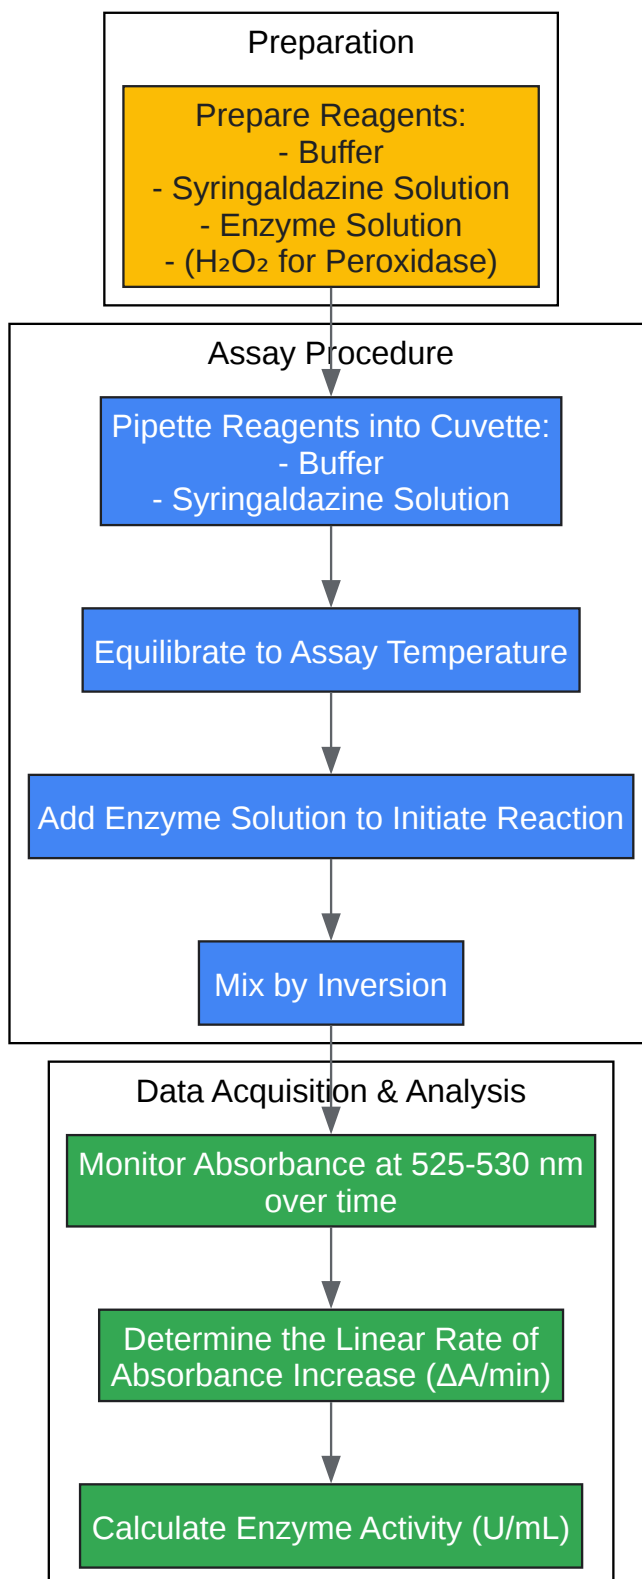 Preparation
Prepare Reagents:
- Buffer
- Syringaldazine Solution
- Enzyme Solution
- (H₂O₂ for Peroxidase)
Assay Procedure
Pipette Reagents into Cuvette:
- Buffer
- Syringaldazine Solution
Equilibrate to Assay Temperature
Add Enzyme Solution to Initiate Reaction
Mix by Inversion
Data Acquisition & Analysis
Monitor Absorbance at 525-530 nm
over time
Determine the Linear Rate of
Absorbance Increase (ΔA/min)
Calculate Enzyme Activity (U/mL)